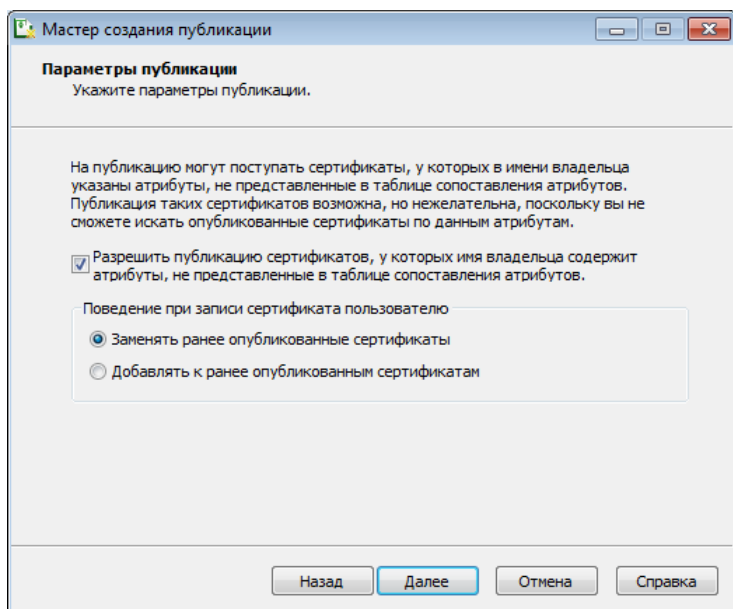 Мастер создания публикации
Параметры публикации
Укажите параметры публикации.
На публикацию могут поступать сертификаты, у которых в имени владельца
указаны атрибуты, не представленные в таблице сопоставления атрибутов.
Публикация таких сертификатов возможна, но нежелательна, поскольку вы не
сможете искать опубликованные сертификаты по данным атрибутам.
Разрешить публикацию сертификатов, у которых имя владельца содержит
атрибуты, не представленные в таблице сопоставления атрибутов.
Поведение при записи сертификата пользователю
Заменять ранее опубликованные сертификаты
Добавлять к ранее опубликованным сертификатам
Назад Далее Отмена Справка